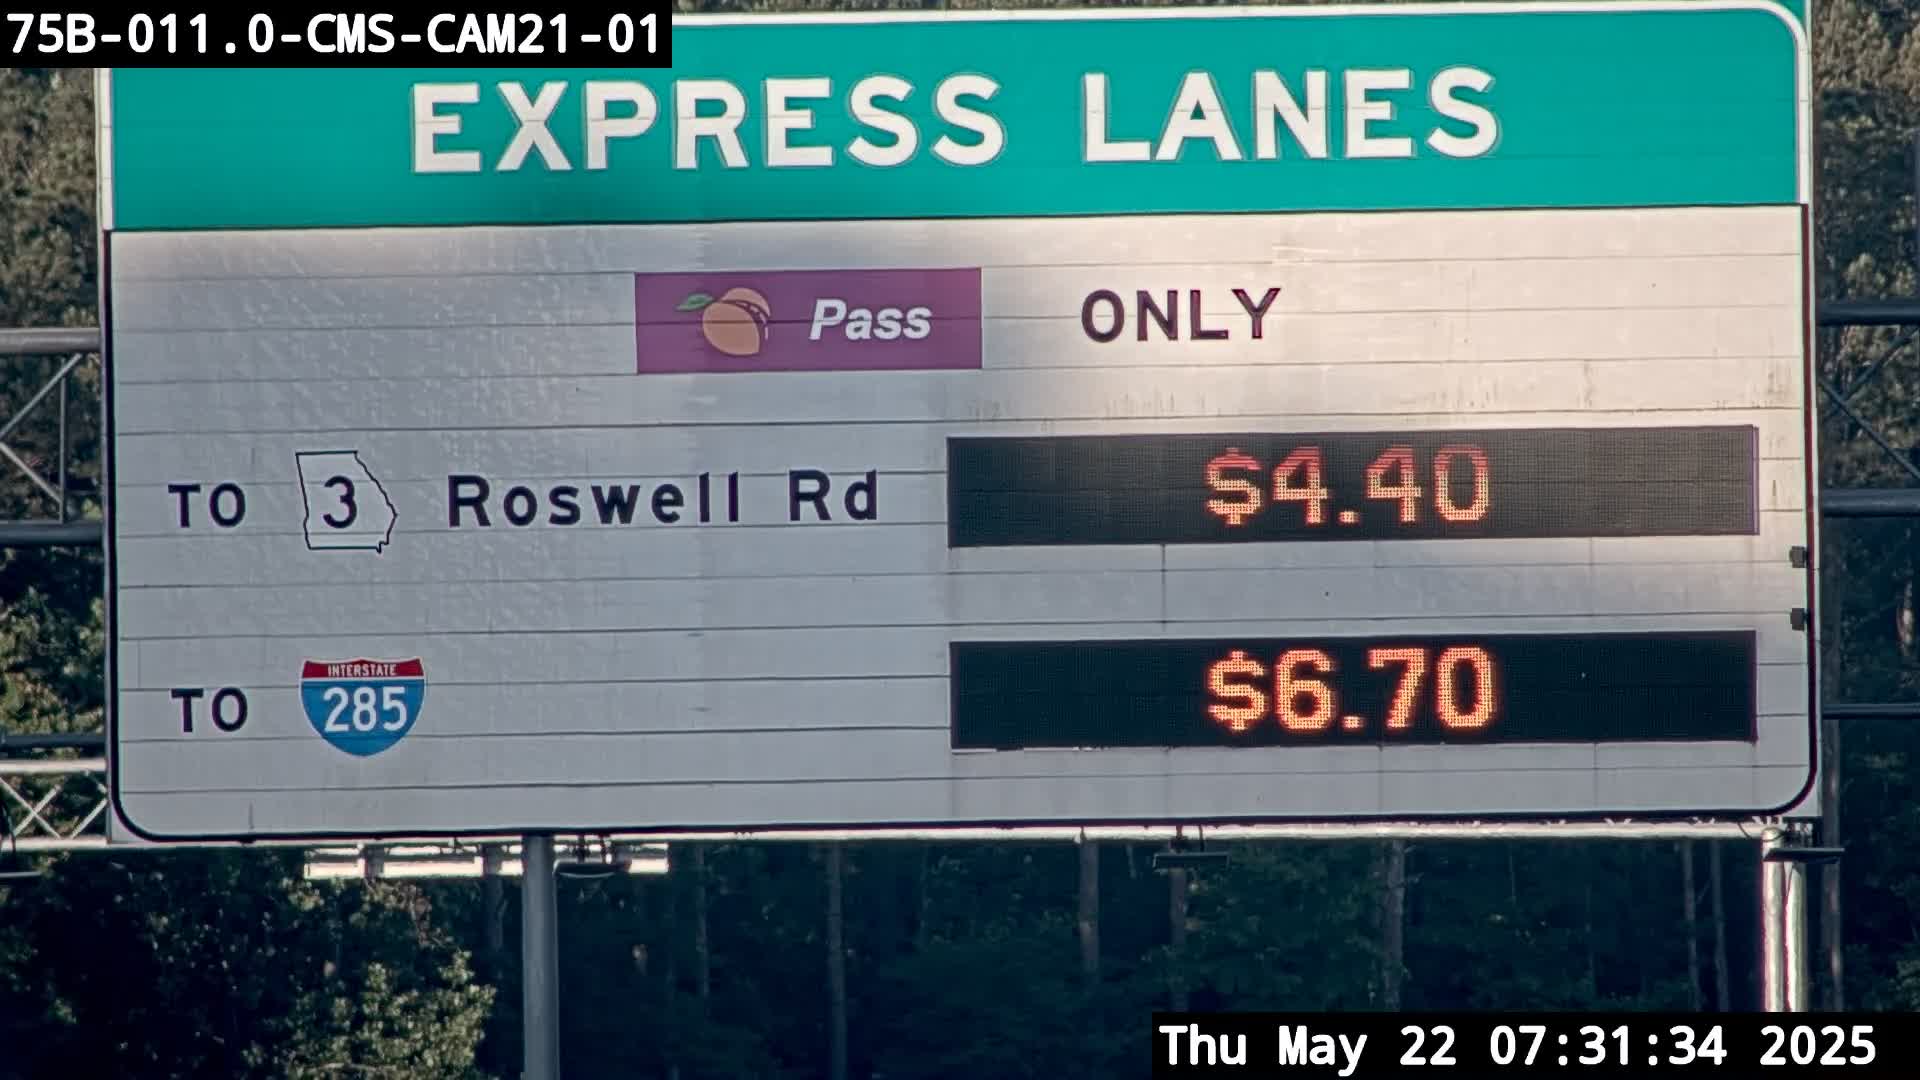 75B-011.0-CMS-CAM21-01
EXPRESS LANES
Pass ONLY
TO 3 Roswell Rd $4.40
INTERSTATE
TO 285 $6.70
Thu May 22 07:31:34 2025